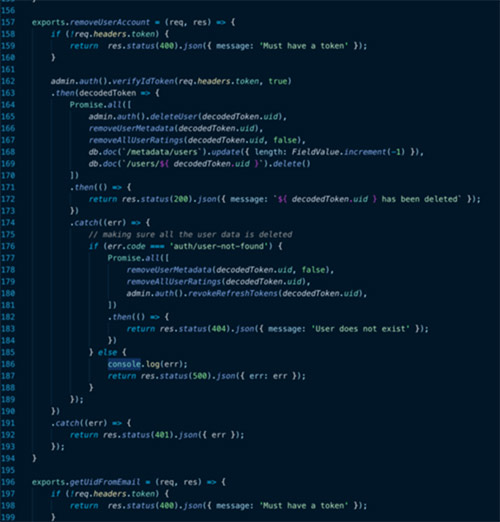 156
157 exports.removeUserAccount = (req, res) => {
158 if (!req.headers.token) {
159 return res.status(400).json({ message: 'Must have a token' });
160 }
161
162 admin.auth().verifyIdToken(req.headers.token, true)
163 .then(decodedToken => {
164 Promise.all([
165 admin.auth().deleteUser(decodedToken.uid),
166 removeUserMetadata(decodedToken.uid),
167 removeAllUserRatings(decodedToken.uid, false),
168 db.doc(`/metadata/users`).update({ length: FieldValue.increment(-1) }),
169 db.doc(`/users/${ decodedToken.uid }`).delete()
170 ])
171 .then(() => {
172 return res.status(200).json({ message: `${ decodedToken.uid } has been deleted` });
173 })
174 .catch((err) => {
175 // making sure all the user data is deleted
176 if (err.code === 'auth/user-not-found') {
177 Promise.all([
178 removeUserMetadata(decodedToken.uid, false),
179 removeAllUserRatings(decodedToken.uid),
180 admin.auth().revokeRefreshTokens(decodedToken.uid),
181 ])
182 .then(() => {
183 return res.status(404).json({ message: 'User does not exist' });
184 })
185 } else {
186 console.log(err);
187 return res.status(500).json({ err: err });
188 }
189 });
190 })
191 .catch((err) => {
192 return res.status(401).json({ err });
193 });
194 }
195
196 exports.getUidFromEmail = (req, res) => {
197 if (!req.headers.token) {
198 return res.status(400).json({ message: 'Must have a token' });
199 }